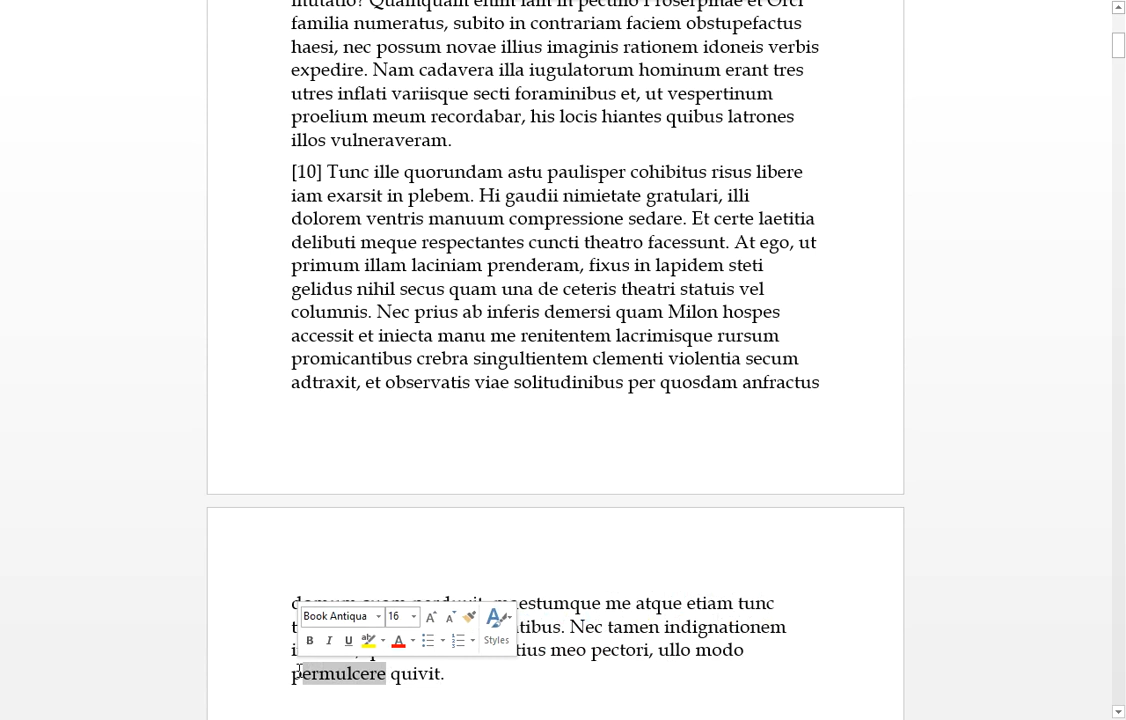 mutatio? Quamquam enim iam in peculio Proserpinae et Orci
familia numeratus, subito in contrariam faciem obstupefactus
haesi, nec possum novae illius imaginis rationem idoneis verbis
expedire. Nam cadavera illa iugulatorum hominum erant tres
utres inflati variisque secti foraminibus et, ut vespertinum
proelium meum recordabar, his locis hiantes quibus latrones
illos vulneraveram.
[10] Tunc ille quorundam astu paulisper cohibitus risus libere
iam exarsit in plebem. Hi gaudii nimietate gratulari, illi
dolorem ventris manuum compressione sedare. Et certe laetitia
delibuti meque respectantes cuncti theatro facessunt. At ego, ut
primum illam laciniam prenderam, fixus in lapidem steti
gelidus nihil secus quam una de ceteris theatri statuis vel
columnis. Nec prius ab inferis demersi quam Milon hospes
accessit et iniecta manu me renitentem lacrimisque rursum
promicantibus crebra singultientem clementi violentia secum
adtraxit, et observatis viae solitudinibus per quosdam anfractus
maestumque me atque etiam tunc
Book Antiqua 16
tibus. Nec tamen indignationem
B I U ab A Styles
tius meo pectori, ullo modo
permulcere quivit.